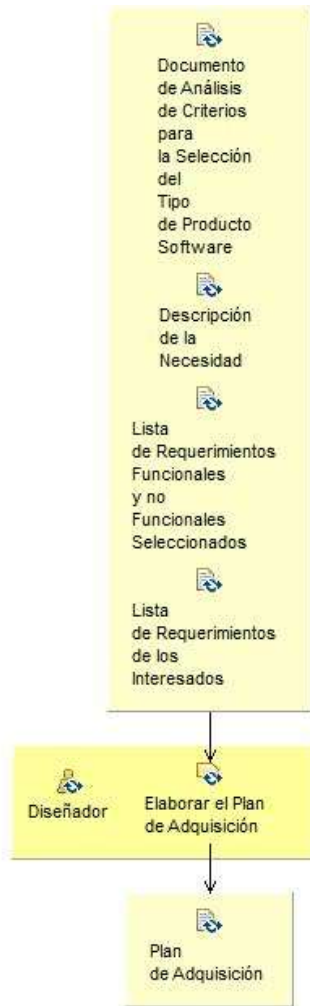 Documento
de Análisis
de Criterios
para
la Selección
del
Tipo
de Producto
Software
Descripción
de la
Necesidad
Lista
de Requerimientos
Funcionales
y no
Funcionales
Seleccionados
Lista
de Requerimientos
de los
Interesados
Diseñador
Elaborar el Plan
de Adquisición
Plan
de Adquisición